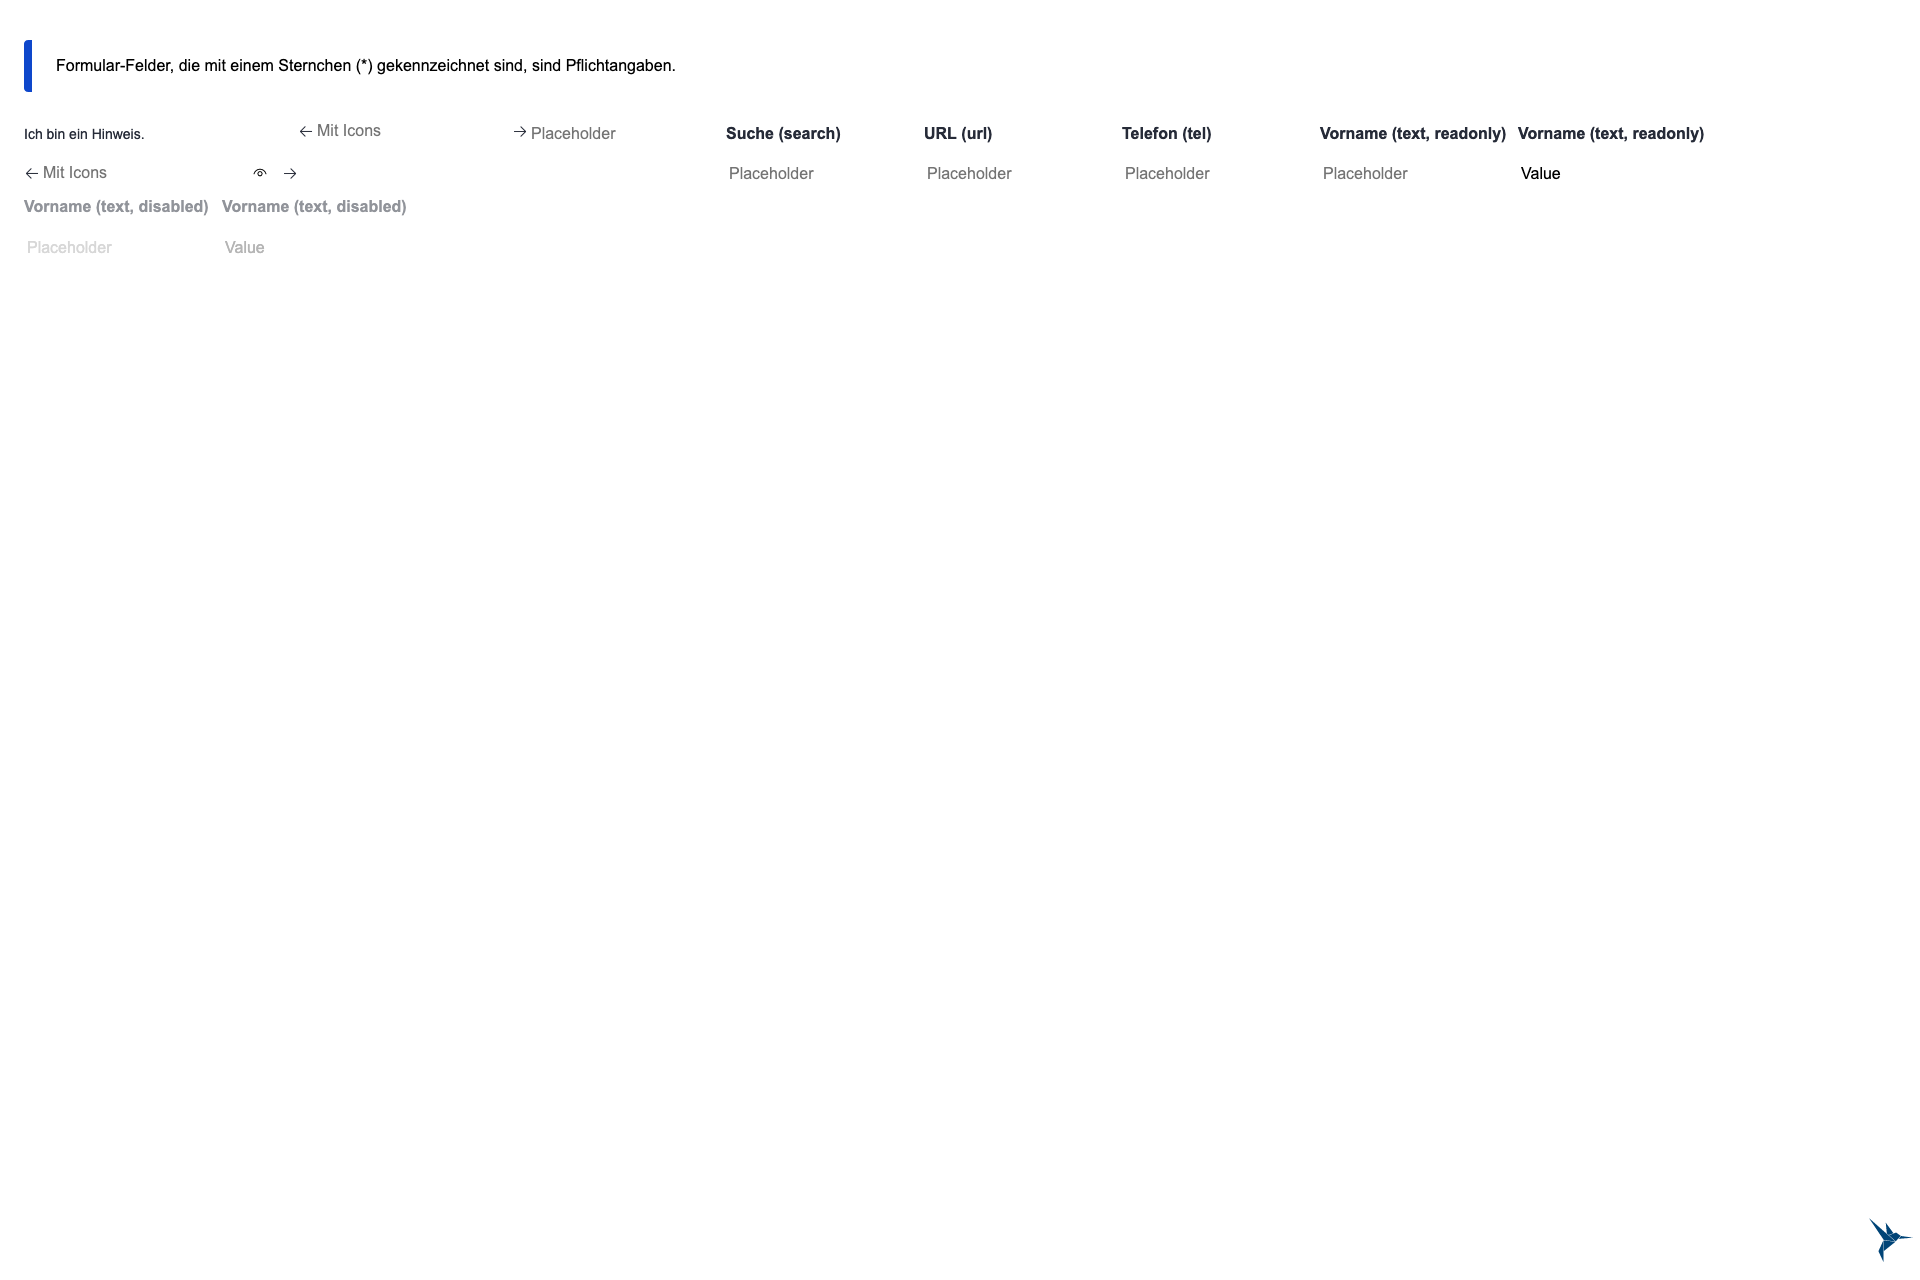 Formular-Felder, die mit einem Sternchen (*) gekennzeichnet sind, sind Pflichtangaben.
Ich bin ein Hinweis.
Mit Icons
Mit Icons
Placeholder
Suche (search)
Placeholder
URL (url)
Placeholder
Telefon (tel)
Placeholder
Vorname (text, readonly)
Placeholder
Vorname (text, readonly)
Value
Vorname (text, disabled)
Placeholder
Vorname (text, disabled)
Value